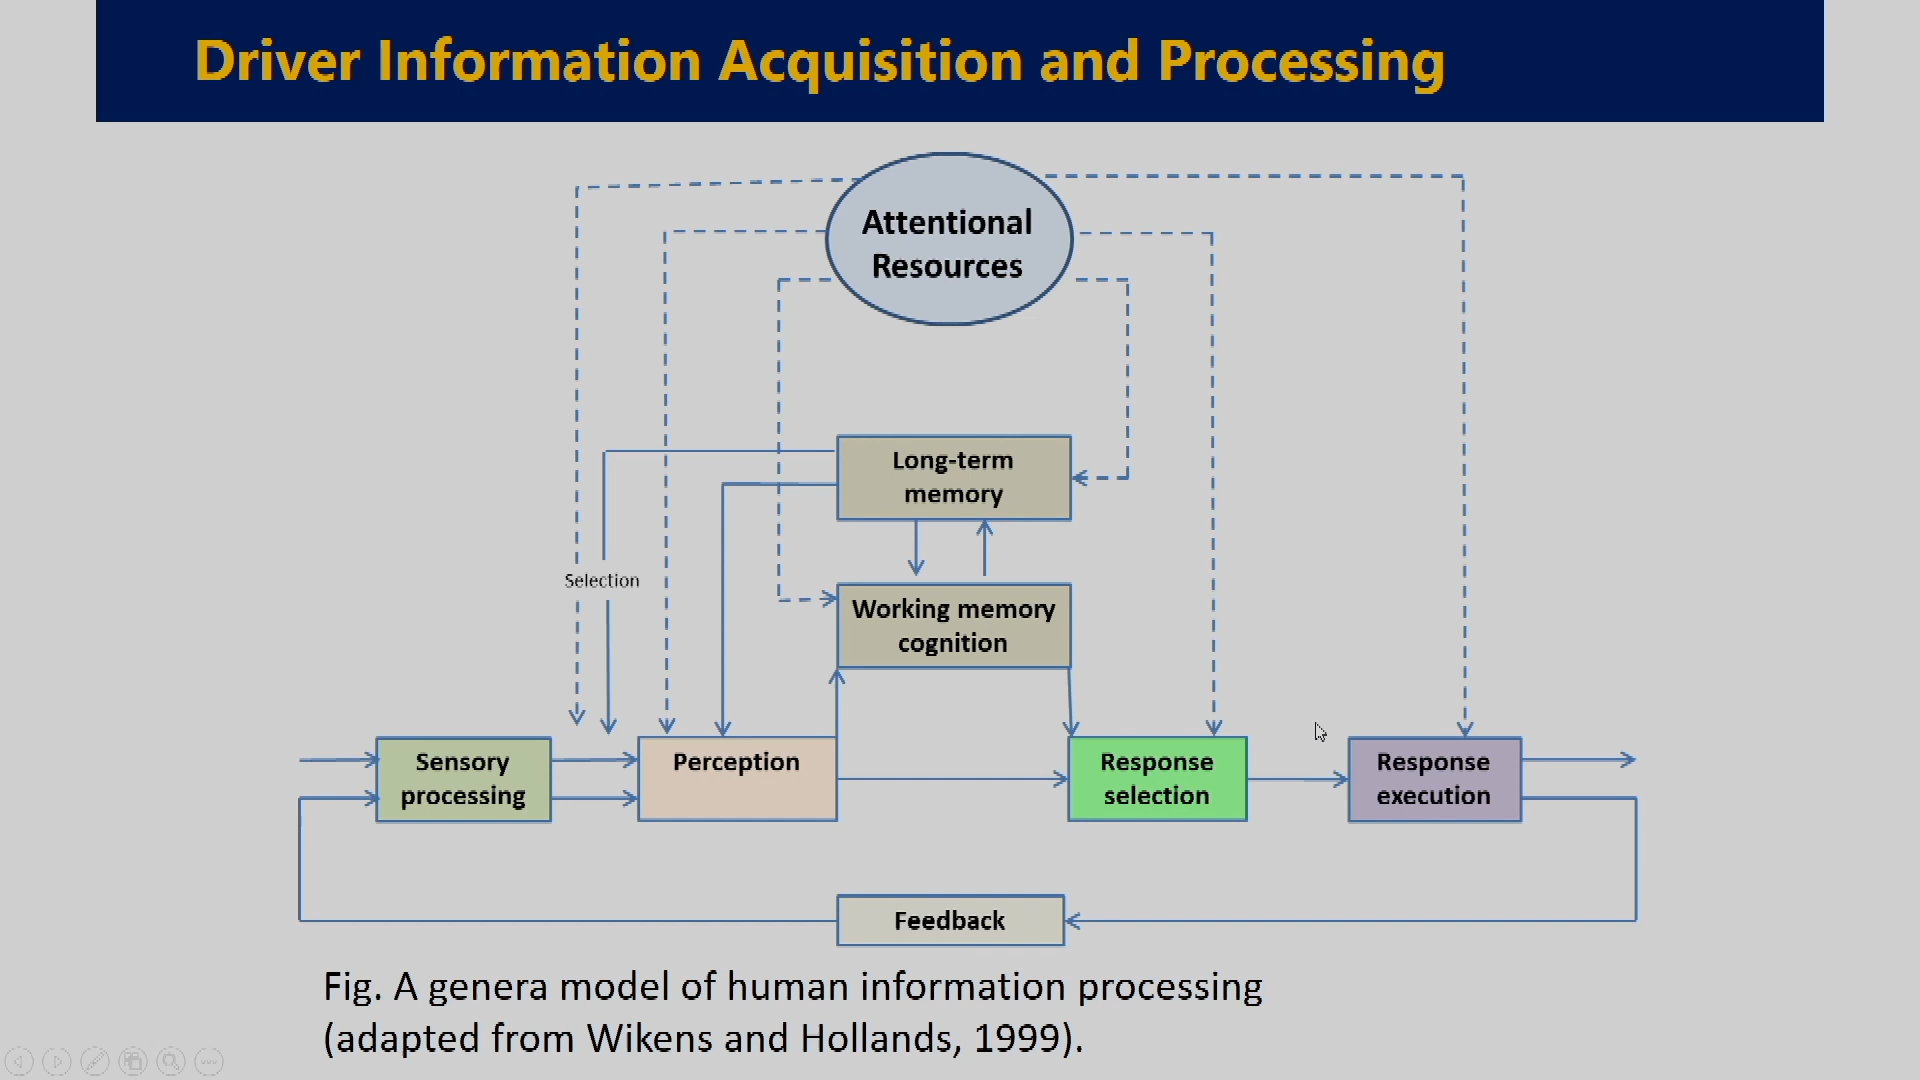 Driver Information Acquisition and Processing
Attentional
Resources
Long-term
memory
Selection
Working memory
cognition
Sensory
processing
Perception
Response
selection
Response
execution
Feedback
Fig. A genera model of human information processing
(adapted from Wikens and Hollands, 1999).